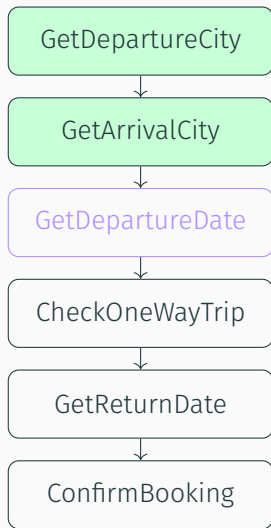 GetDepartureCity
GetArrivalCity
GetDepartureDate
CheckOneWayTrip
GetReturnDate
ConfirmBooking